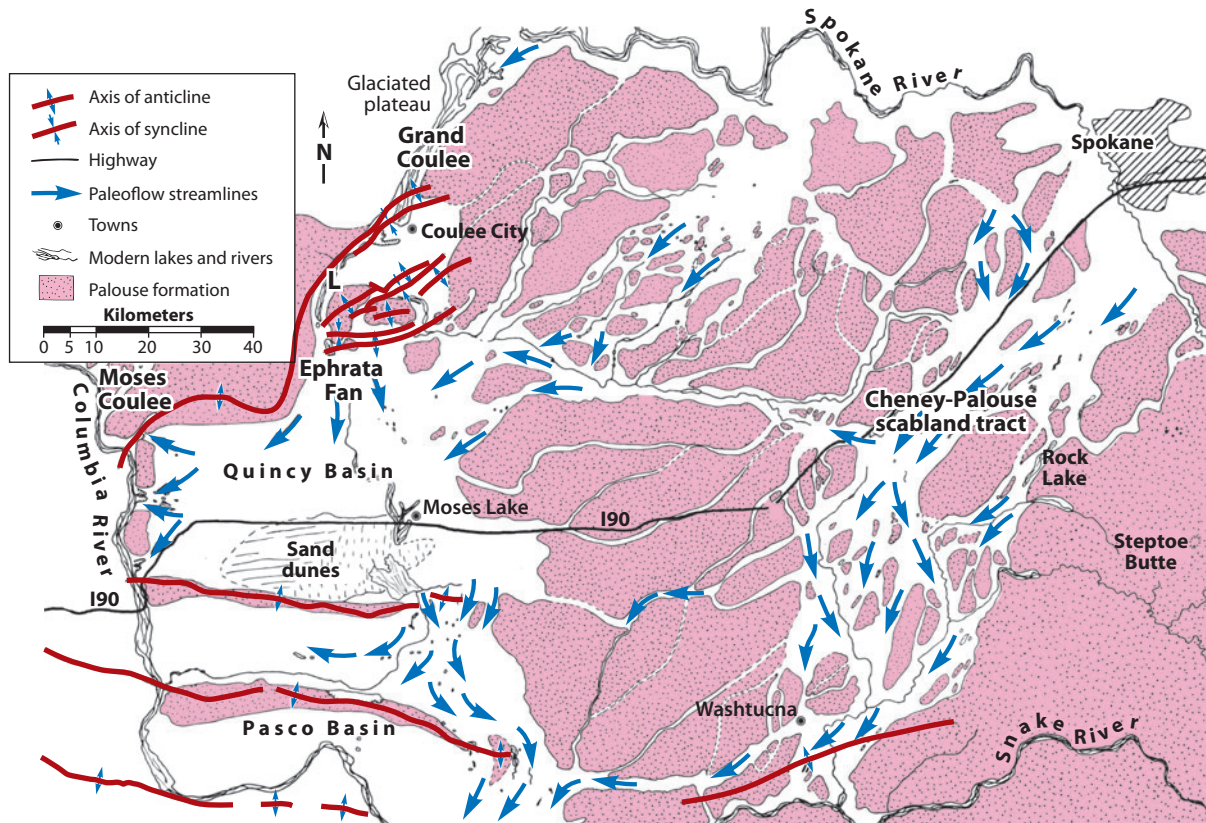 Axis of anticline
Axis of syncline
Highway
Paleoflow streamlines
Towns
Modern lakes and rivers
Palouse formation
Kilometers
0 5 10 20 30 40
N
Glaciated
plateau
Grand
Coulee
Spokane
River
Spokane
Coulee City
L
Ephrata
Fan
Moses
Coulee
Columbia River
Quincy Basin
Moses Lake
Cheney-Palouse
scabland tract
Rock
Lake
I90
Sand
dunes
Steptoe
Butte
I90
Washtucna
Pasco Basin
Snake River